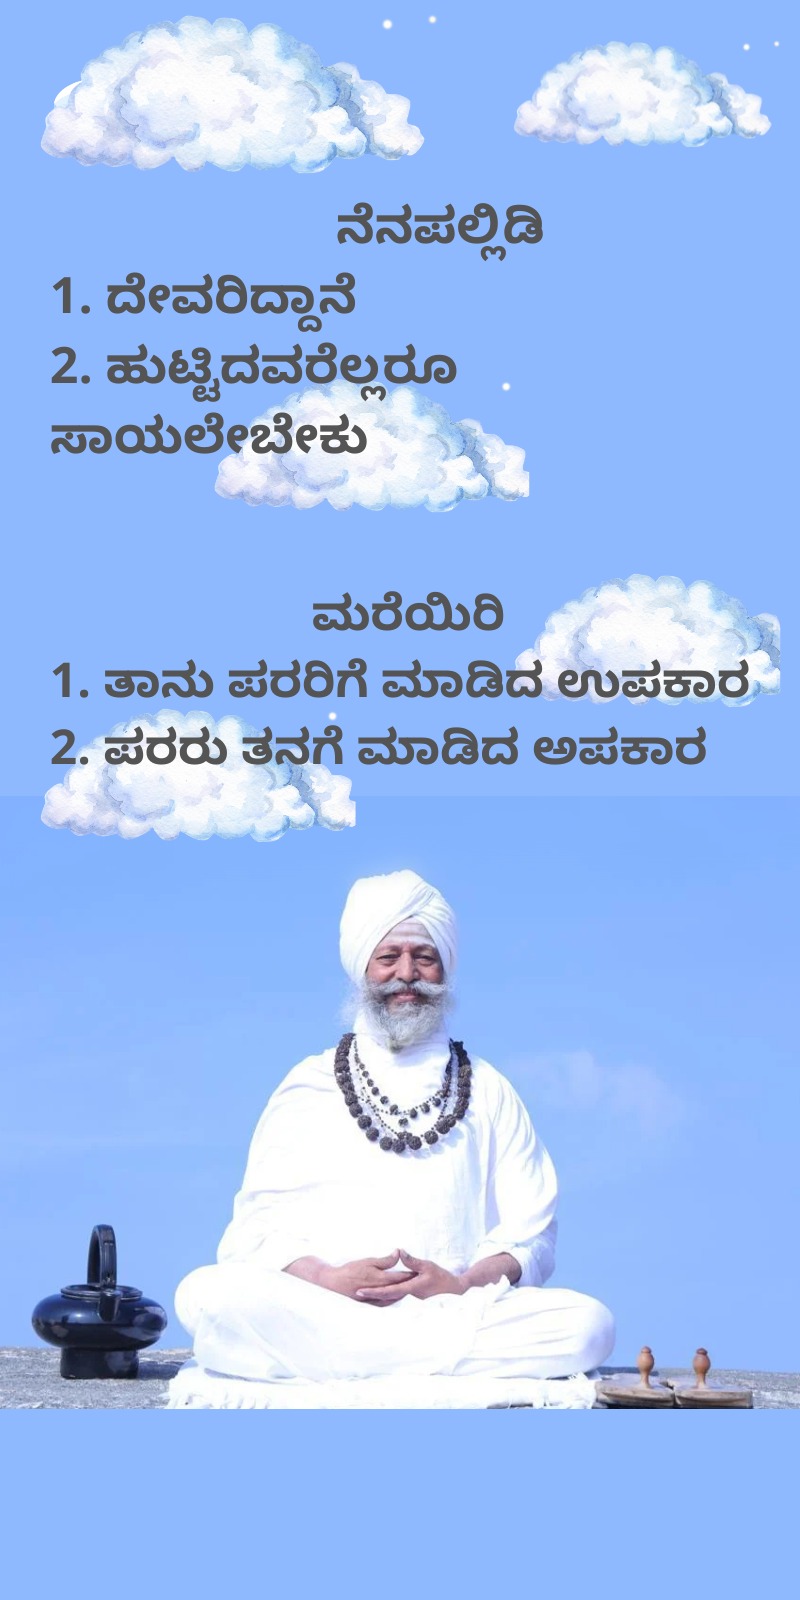 ನೆನಪಲ್ಲಿಡಿ
1. ದೇವರಿದ್ದಾನೆ
2. ಹುಟ್ಟಿದವರೆಲ್ಲರೂ
ಸಾಯಲೇಬೇಕು
ಮರೆಯಿರಿ
1. ತಾನು ಪರರಿಗೆ ಮಾಡಿದ ಉಪಕಾರ
2. ಪರರು ತನಗೆ ಮಾಡಿದ ಅಪಕಾರ